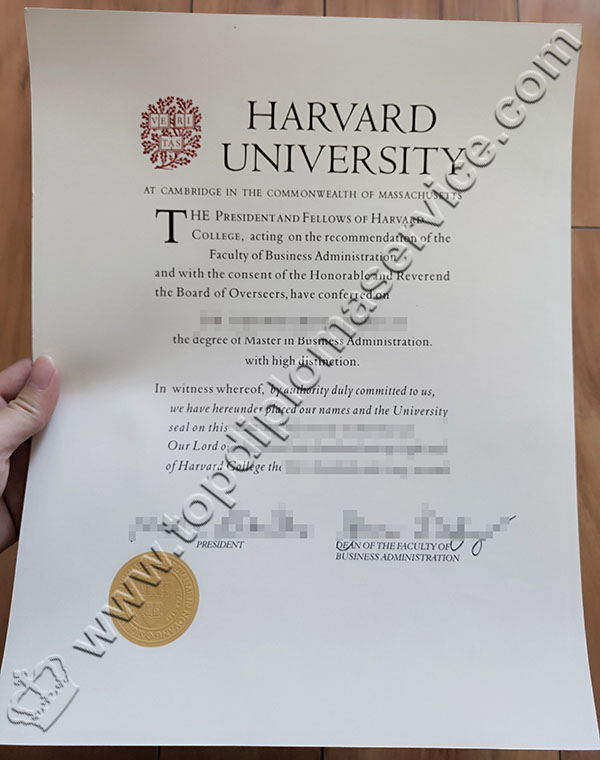 VE RI
TAS
HARVARD
UNIVERSITY
AT CAMBRIDGE IN THE COMMONWEALTH OF MASSACHUSETTS
THE PRESIDENT AND FELLOWS OF HARVARD
COLLEGE, acting on the recommendation of the
Faculty of Business Administration
and with the consent of the Honorable and Reverend
the Board of Overseers, have conferred on
the degree of Master in Business Administration.
with high distinction.
In witness whereof, by authority duly committed to us,
we have hereunder placed our names and the University
seal on this
Our Lord o
of Harvard College the
PRESIDENT
DEAN OF THE FACULTY OF
BUSINESS ADMINISTRATION
www.topdiplomaservice.com